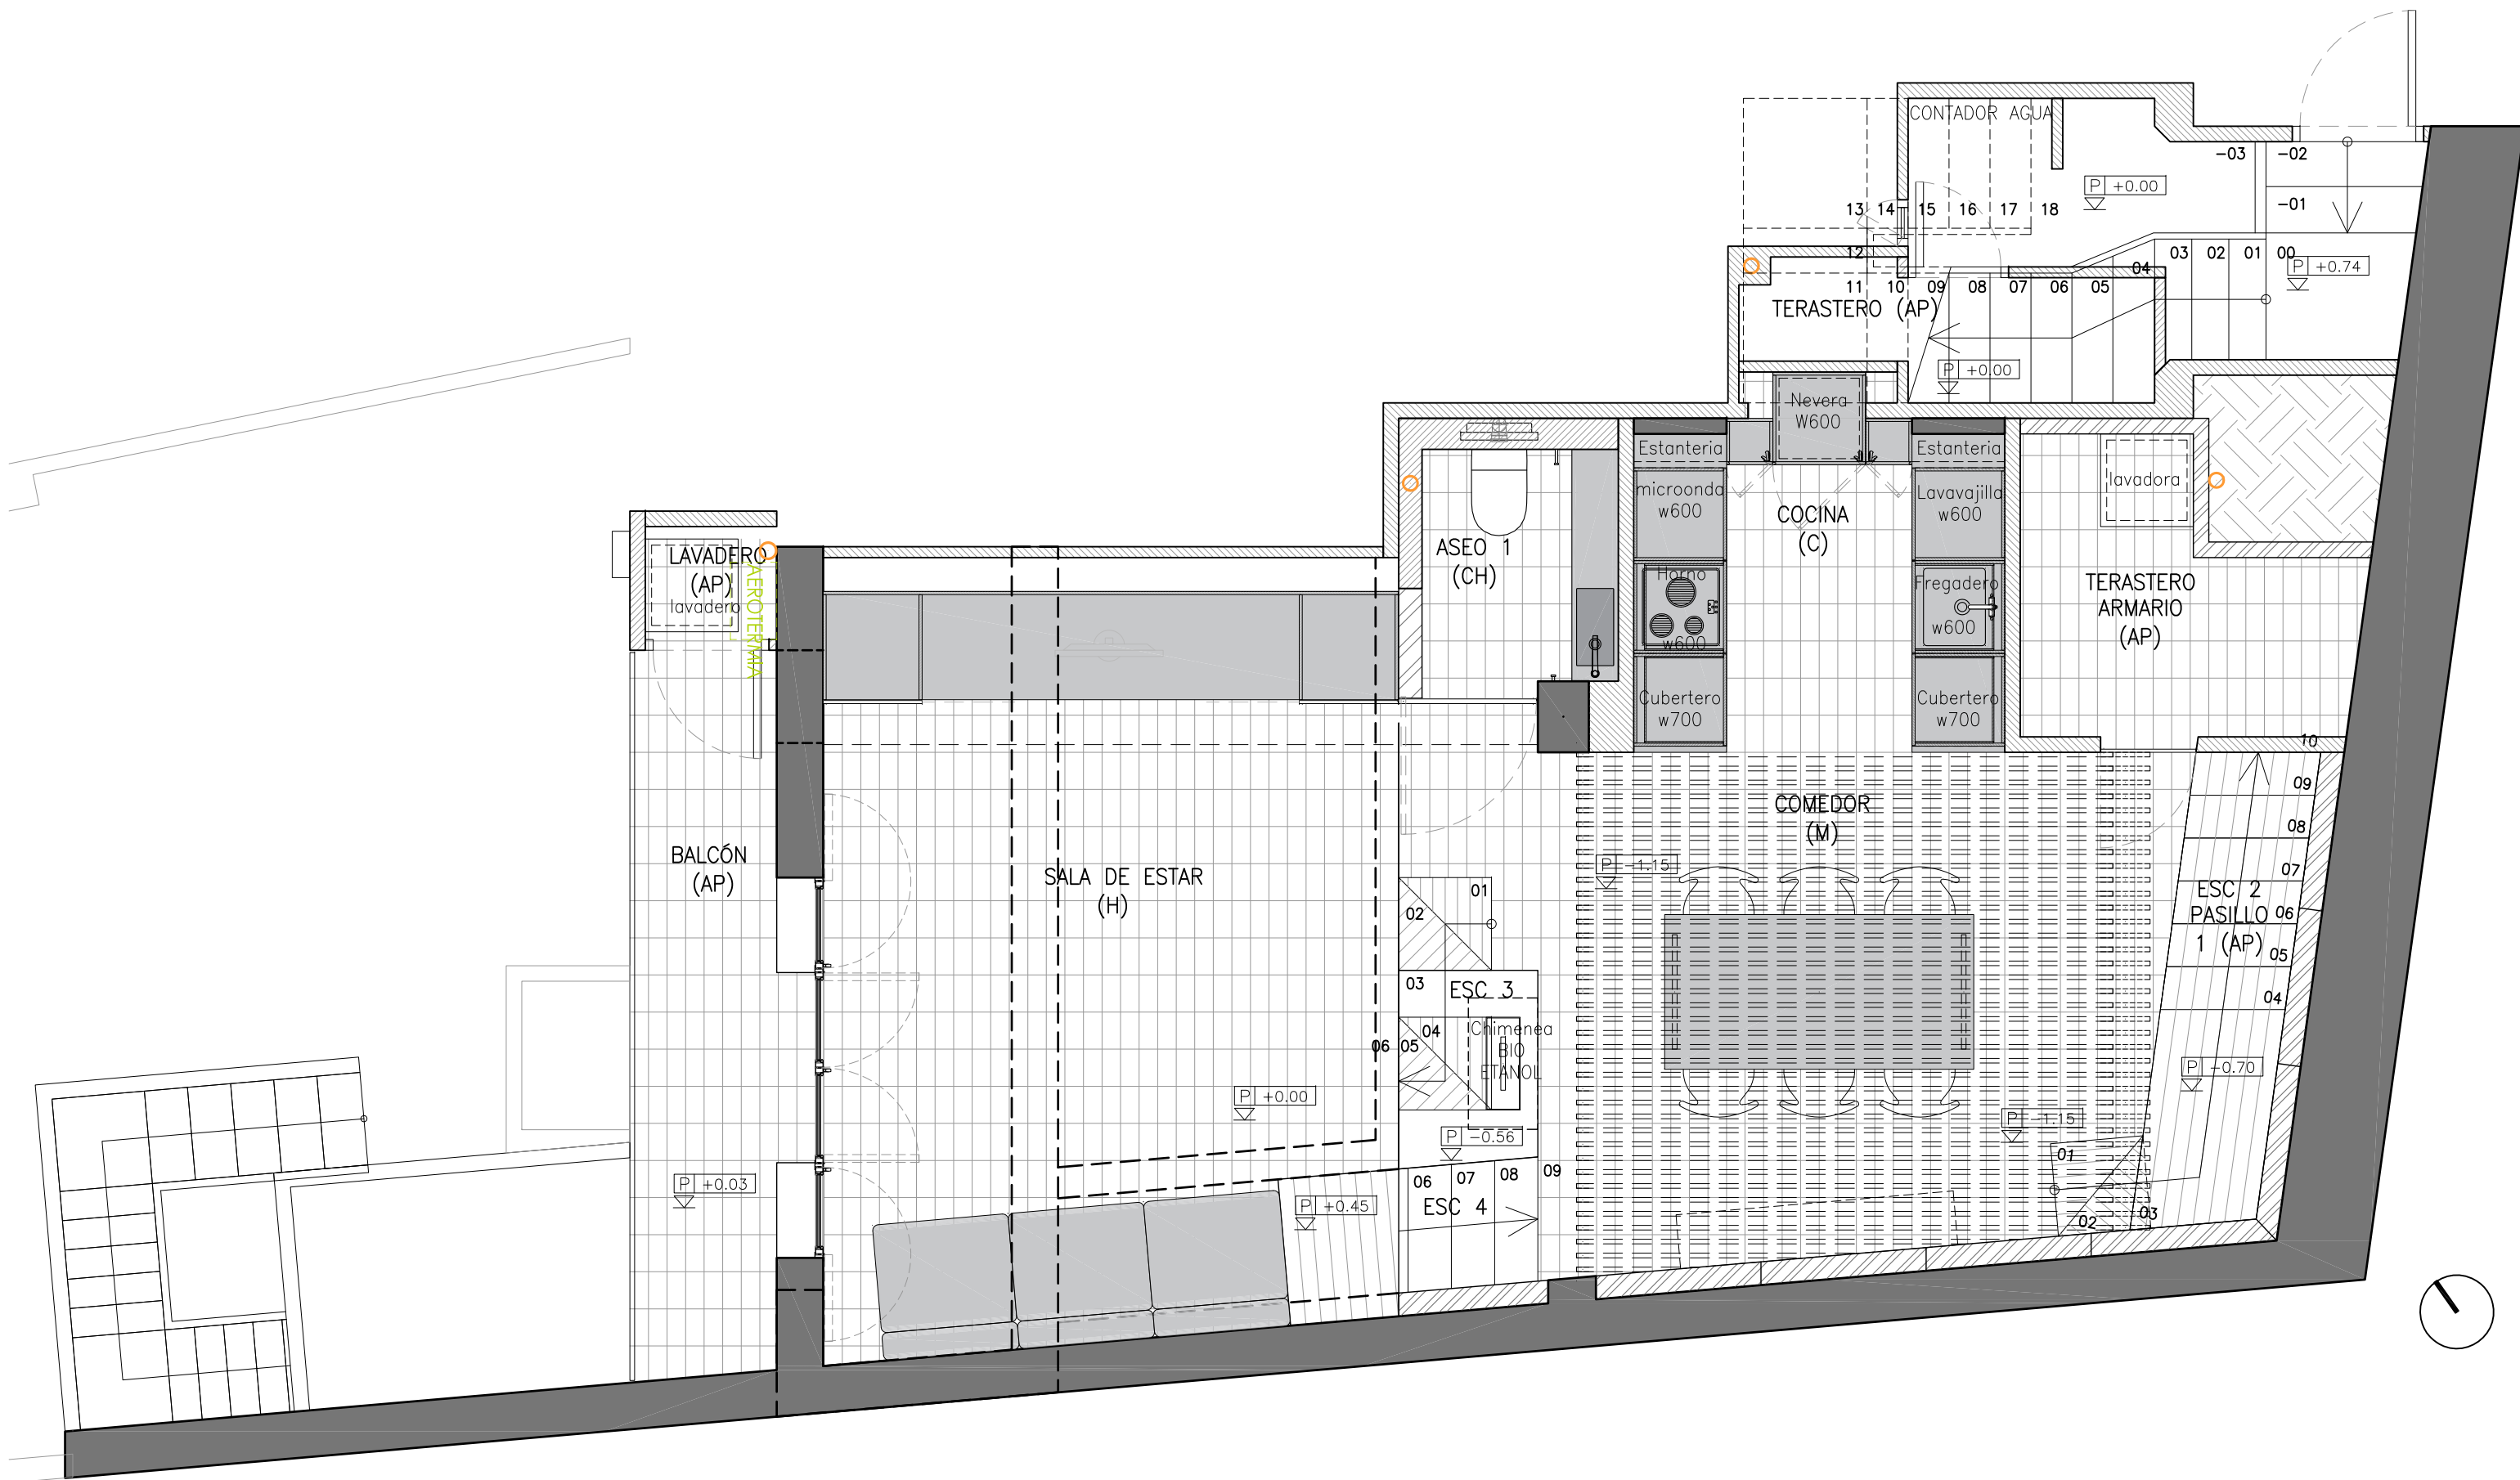 CONTADOR AGUA
-03
-02
P +0.00
-01
13
14
15
16
17
18
12
03
02
01
00
04
P +0.74
11
10
09
08
07
06
05
TERASTERO (AP)
P +0.00
Nevera
W600
Estanteria
Estanteria
microonda
w600
Lavavajilla
w600
lavadora
COCINA
(C)
ASEO 1
(CH)
LAVADERO
(AP)
lavadero
AEROTERMIA
Horno
w600
Fregadero
w600
TERASTERO
ARMARIO
(AP)
Cubertero
w700
Cubertero
w700
10
09
08
07
06
05
04
COMEDOR
(M)
BALCÓN
(AP)
SALA DE ESTAR
(H)
P -1.15
ESC 2
PASILLO
1 (AP)
01
02
03
ESC 3
04
05
06
Chimenea
BIO
ETANOL
P +0.00
P -0.70
P -1.15
P -0.56
01
02
03
P +0.03
P +0.45
06
07
08
09
ESC 4